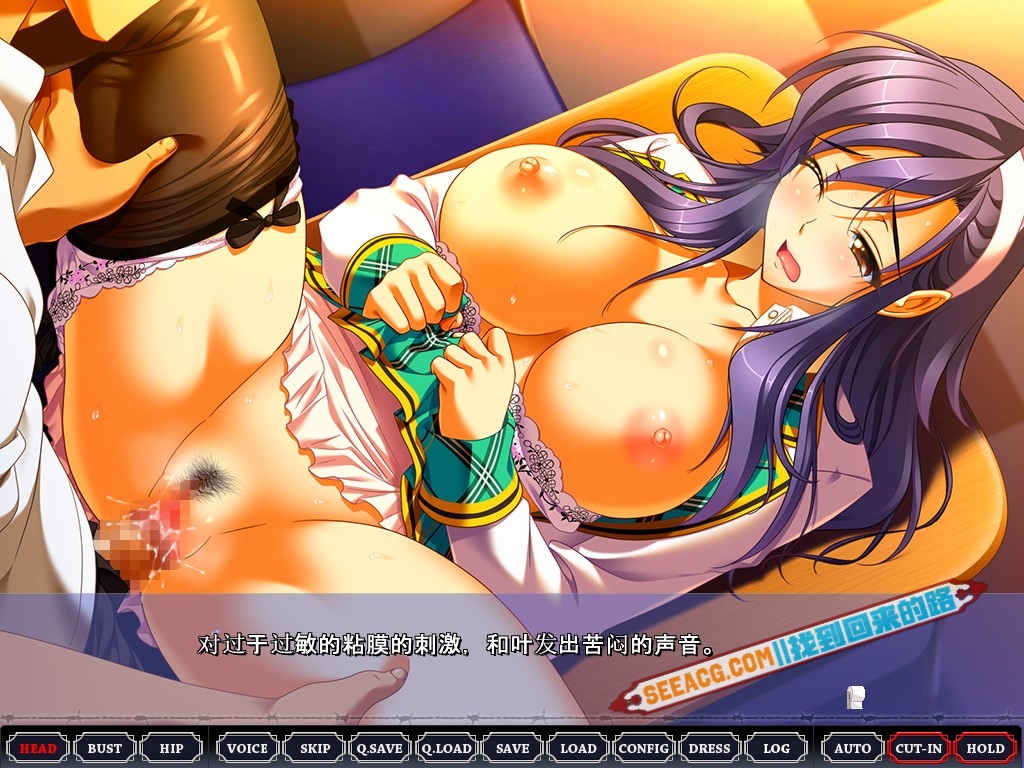 对过于过敏的粘膜的刺激，和叶发出苦闷的声音。
SEEACG.COM||找到回来的路
HEAD BUST HIP VOICE SKIP Q.SAVE Q.LOAD SAVE LOAD CONFIG DRESS LOG AUTO CUT-IN HOLD